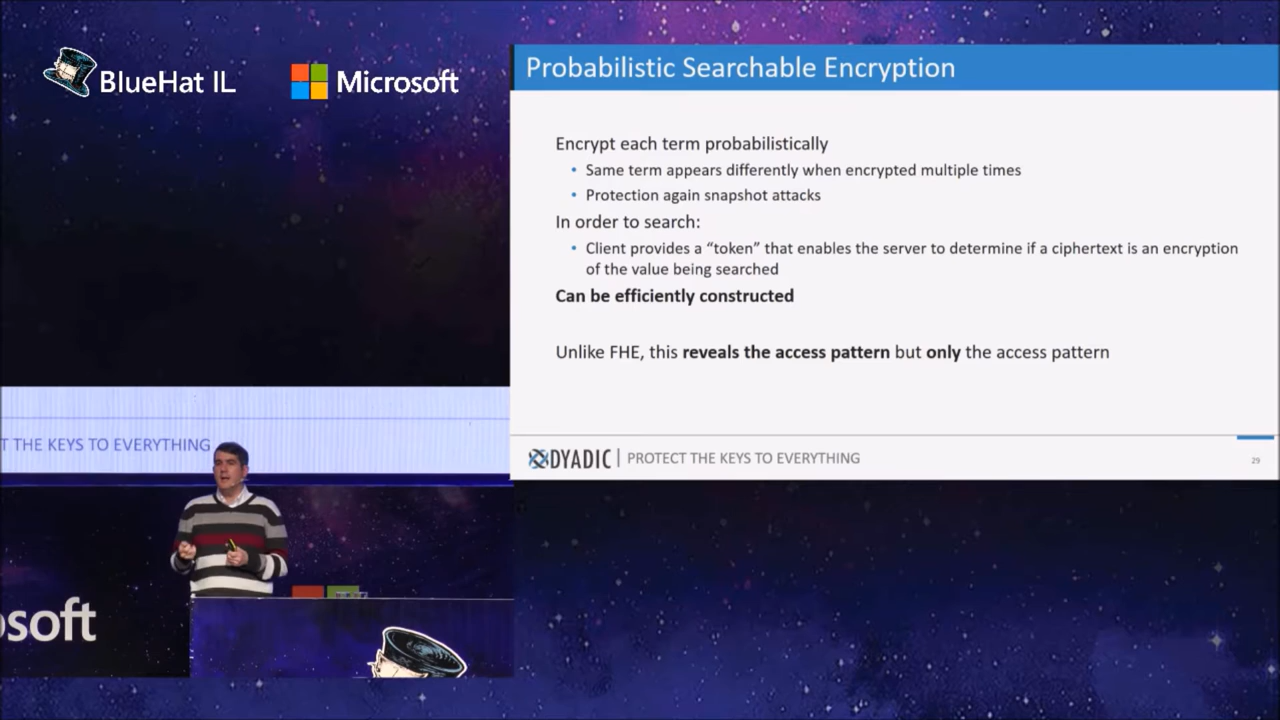 BlueHat IL
Microsoft
Probabilistic Searchable Encryption
Encrypt each term probabilistically
• Same term appears differently when encrypted multiple times
• Protection again snapshot attacks
In order to search:
• Client provides a “token” that enables the server to determine if a ciphertext is an encryption
of the value being searched
Can be efficiently constructed
Unlike FHE, this reveals the access pattern but only the access pattern
DYADIC | PROTECT THE KEYS TO EVERYTHING
29
T THE KEYS TO EVERYTHING
osoft